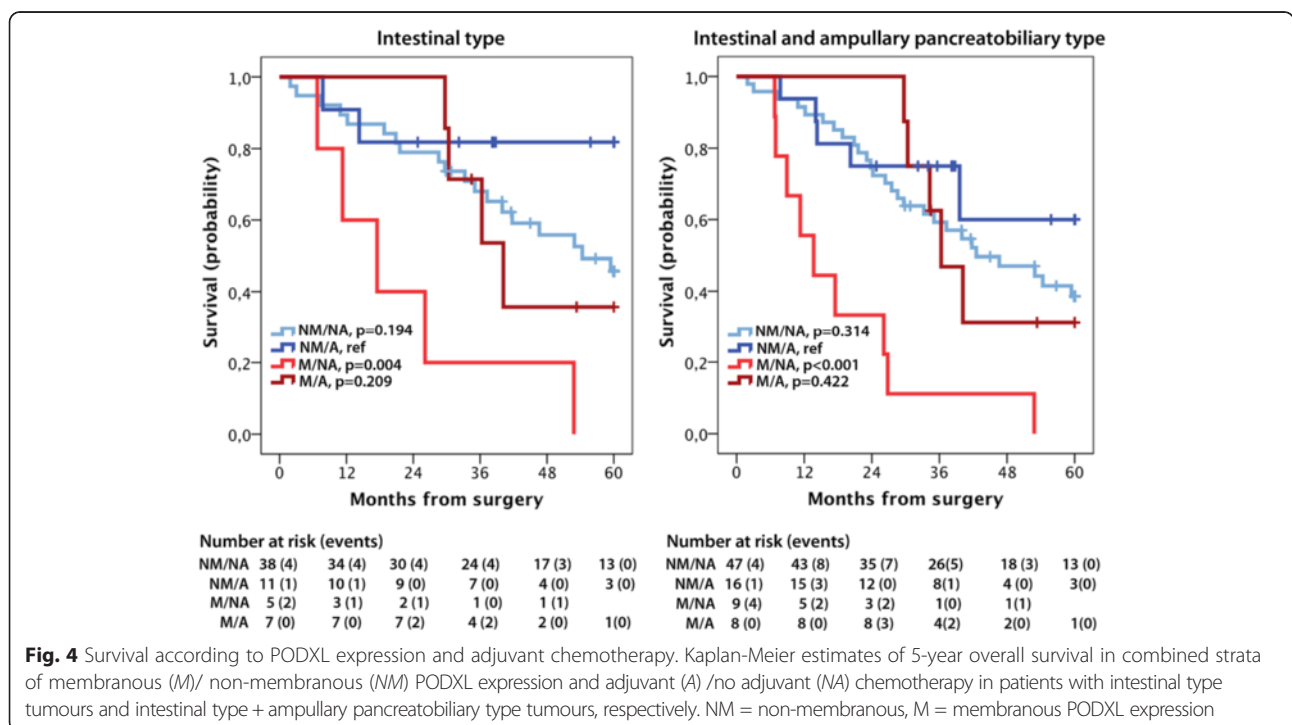 Intestinal type
Survival (probability)
1,0
0,8
0,6
0,4
0,2
0,0
NM/NA, p=0.194
NM/A, ref
M/NA, p=0.004
M/A, p=0.209
0 12 24 36 48 60
Months from surgery
Number at risk (events)
NM/NA 38 (4) 34 (4) 30 (4) 24 (4) 17 (3) 13 (0)
NM/A 11 (1) 10 (1) 9 (0) 7 (0) 4 (0) 3 (0)
M/NA 5 (2) 3 (1) 2 (1) 1 (0) 1 (1)
M/A 7 (0) 7 (0) 7 (2) 4 (2) 2 (0) 1(0)
Intestinal and ampullary pancreatobiliary type
Survival (probability)
1,0
0,8
0,6
0,4
0,2
0,0
NM/NA, p=0.314
NM/A, ref
M/NA, p<0.001
M/A, p=0.422
0 12 24 36 48 60
Months from surgery
Number at risk (events)
NM/NA 47 (4) 43 (8) 35 (7) 26(5) 18 (3) 13 (0)
NM/A 16 (1) 15 (3) 12 (0) 8(1) 4 (0) 3(0)
M/NA 9 (4) 5 (2) 3 (2) 1(0) 1(1)
M/A 8 (0) 8 (0) 8 (3) 4(2) 2(0) 1(0)
Fig. 4 Survival according to PODXL expression and adjuvant chemotherapy. Kaplan-Meier estimates of 5-year overall survival in combined strata
of membranous (M)/ non-membranous (NM) PODXL expression and adjuvant (A) /no adjuvant (NA) chemotherapy in patients with intestinal type
tumours and intestinal type + ampullary pancreatobiliary type tumours, respectively. NM = non-membranous, M = membranous PODXL expression